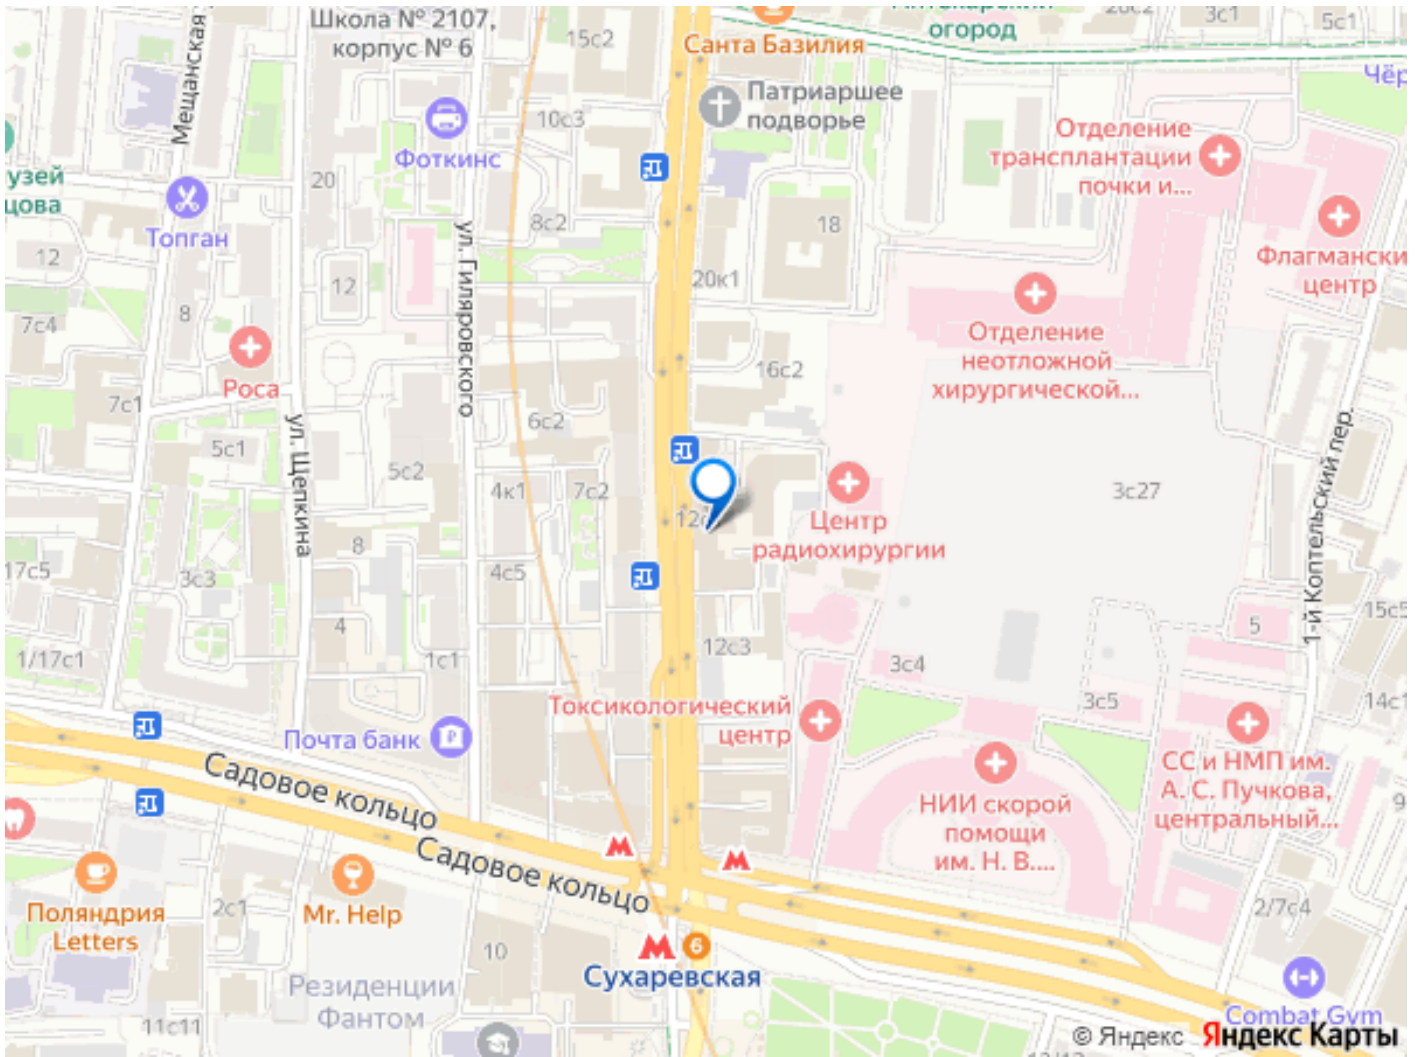 Школа № 2107,
корпус № 6
15с2
Санта Базилия
огород
3с1
5с1
Мещанская
Фоткинс
10с3
Патриаршее
подворье
Отделение
трансплантации
почки и...
узей
цова
Топган
20
8с2
18
Флагмански
центр
12
12
ул. Гиляровского
20к1
7с4
8
Роса
Отделение
неотложной
хирургической...
16с2
7с1
ул. Щепкина
6с2
5с1
5с2
4к1
7с2
Центр
радиохирургии
3с27
1-й Коптельский пер.
17с5
3с3
8
4с5
4
12с3
5
15с5
1/17с1
1с1
3с4
3с5
14с1
Токсикологический
центр
Почта банк
Садовое кольцо
Садовое кольцо
НИИ скорой
помощи
им. Н. В....
СС и НМП им.
А. С. Пучкова,
центральный...
9
Поляндрия
Letters
2с1
Mr. Help
10
6
Сухаревская
2/7с4
Резиденции
Фантом
11с11
Combat Gym
© Яндекс Яндекс Карты